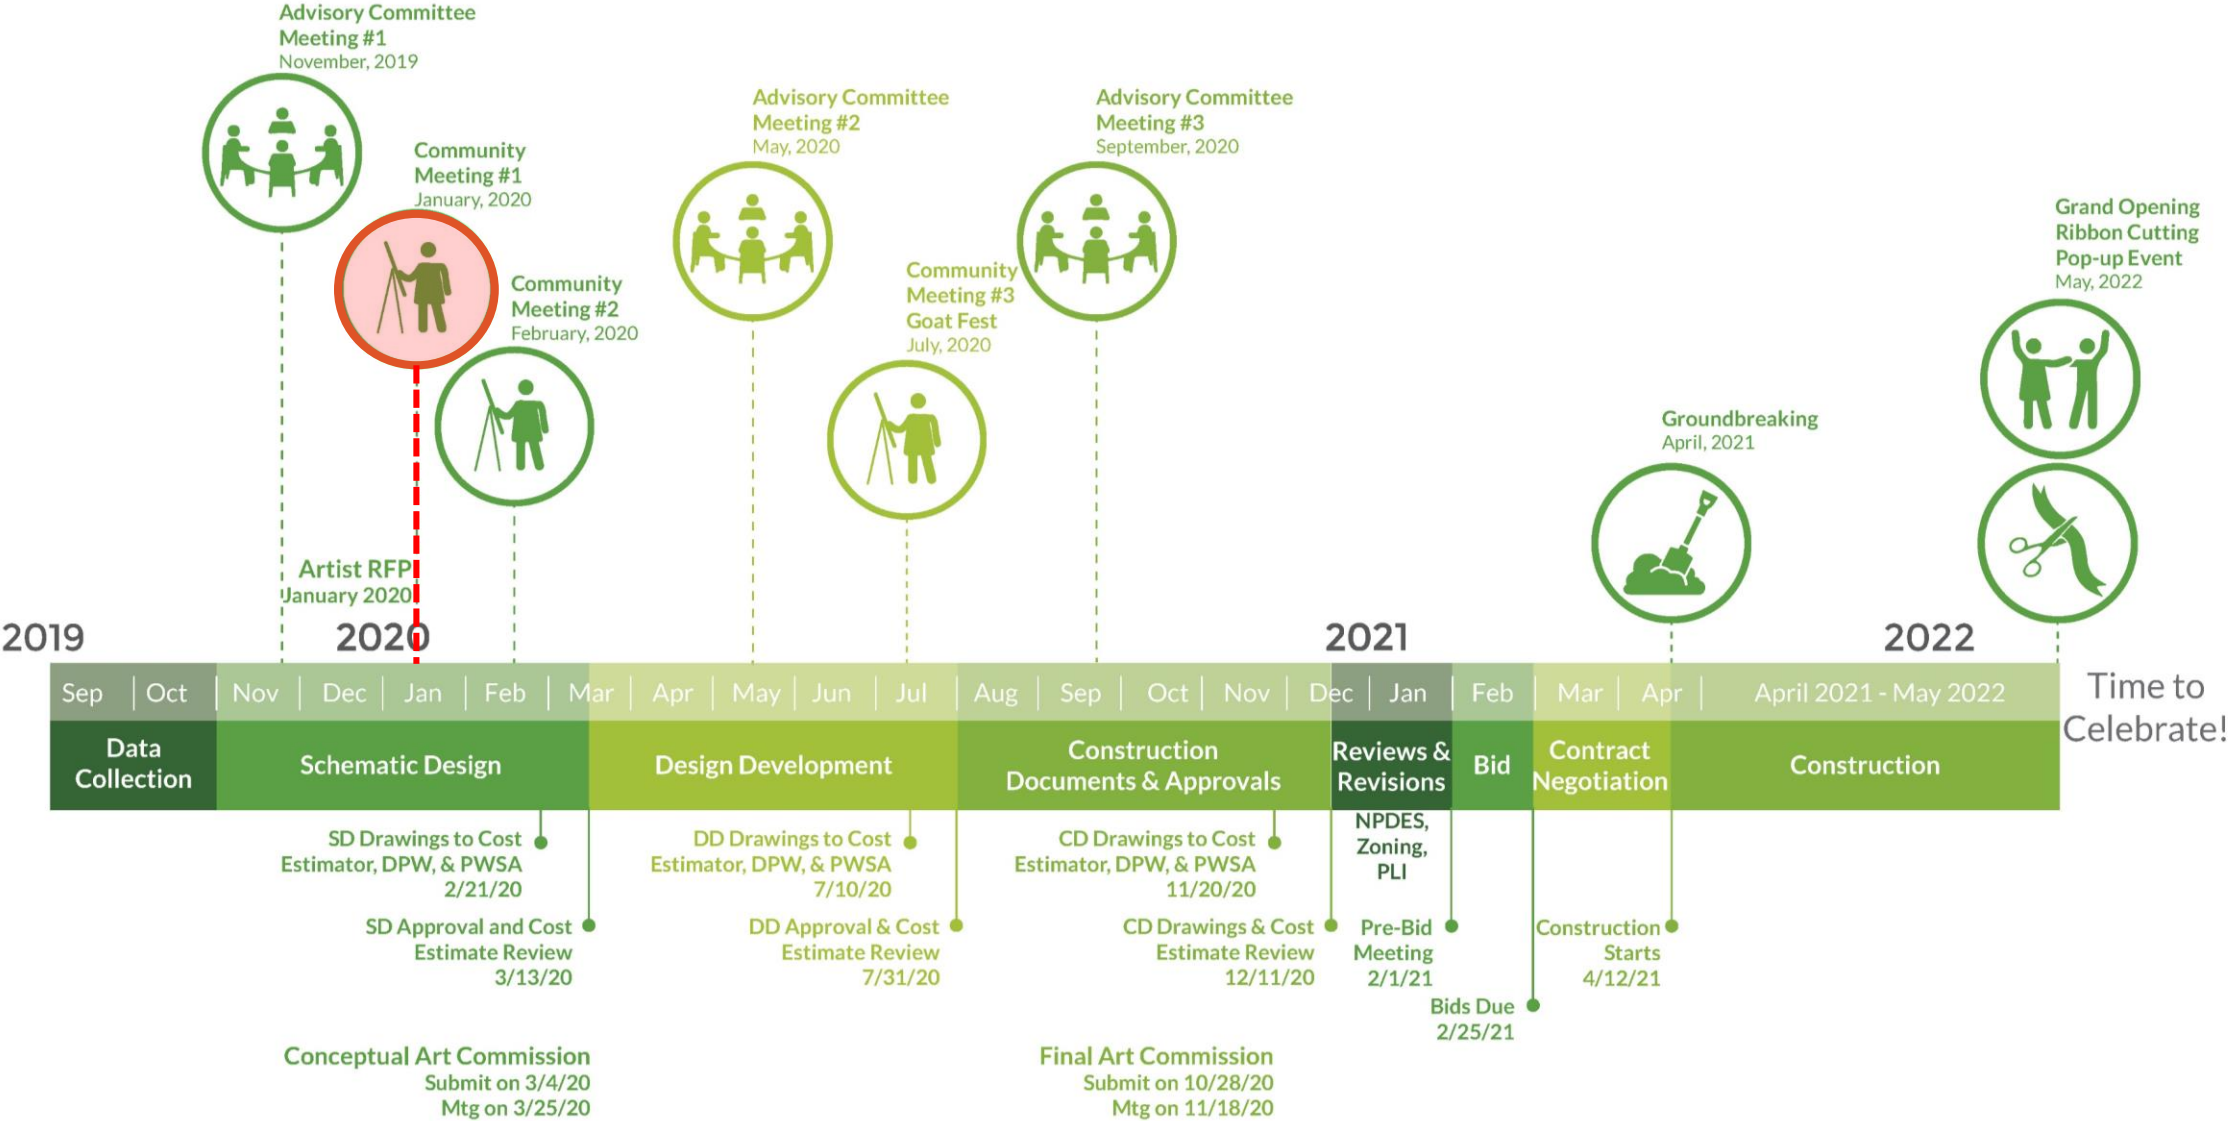 Advisory Committee
Meeting #1
November, 2019
Community
Meeting #1
January, 2020
Community
Meeting #2
February, 2020
Advisory Committee
Meeting #2
May, 2020
Community
Meeting #3
Goat Fest
July, 2020
Advisory Committee
Meeting #3
September, 2020
Groundbreaking
April, 2021
Grand Opening
Ribbon Cutting
Pop-up Event
May, 2022
Artist RFP
January 2020
2019 2020 2021 2022
Sep Oct Nov Dec Jan Feb Mar Apr May Jun Jul Aug Sep Oct Nov Dec Jan Feb Mar Apr April 2021 - May 2022
Time to
Celebrate!
Data
Collection
Schematic Design
Design Development
Construction
Documents & Approvals
Reviews &
Revisions
Bid
Contract
Negotiation
Construction
SD Drawings to Cost
Estimator, DPW, & PWSA
2/21/20
SD Approval and Cost
Estimate Review
3/13/20
DD Drawings to Cost
Estimator, DPW, & PWSA
7/10/20
DD Approval & Cost
Estimate Review
7/31/20
CD Drawings to Cost
Estimator, DPW, & PWSA
11/20/20
CD Drawings & Cost
Estimate Review
12/11/20
NPDES,
Zoning,
PLI
Pre-Bid
Meeting
2/1/21
Bids Due
2/25/21
Construction
Starts
4/12/21
Conceptual Art Commission
Submit on 3/4/20
Mtg on 3/25/20
Final Art Commission
Submit on 10/28/20
Mtg on 11/18/20